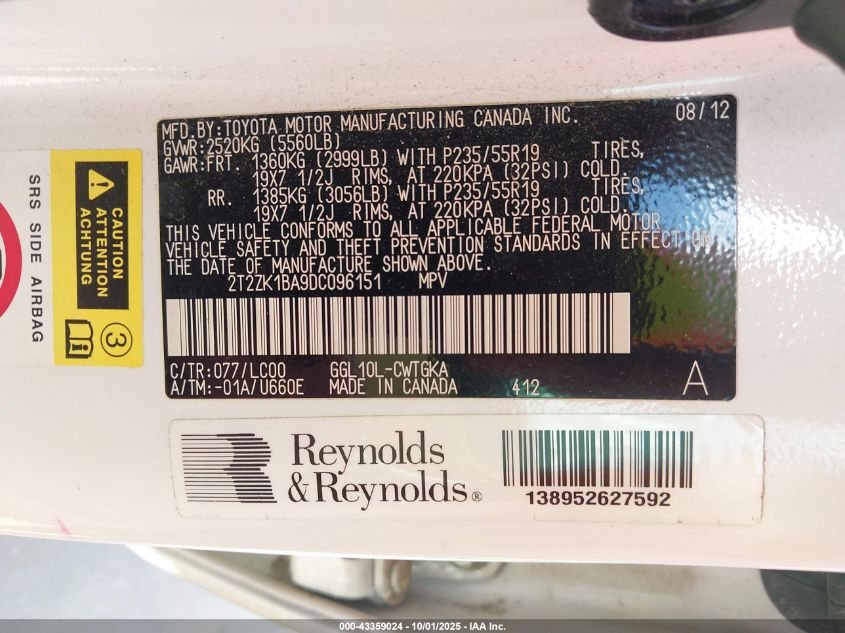 MFD.BY:TOYOTA MOTOR MANUFACTURING CANADA INC. 08/12
GVWR:2520KG (5560LB)
GAWR:FRT. 1360KG (2999LB) WITH P235/55R19 TIRES,
19X7 1/2J RIMS, AT 220KPA (32PSI) COLD.
RR. 1385KG (3056LB) WITH P235/55R19 TIRES,
19X7 1/2J RIMS, AT 220KPA (32PSI) COLD.
THIS VEHICLE CONFORMS TO ALL APPLICABLE FEDERAL MOTOR
VEHICLE SAFETY AND THEFT PREVENTION STANDARDS IN EFFECT ON
THE DATE OF MANUFACTURE SHOWN ABOVE.
2T2ZK1BA9DC096151 MPV
C/TR:077/LC00 GGL10L-CWTGKA
A/TM:-01A/U660E MADE IN CANADA 412 A
CAUTION
ATTENTION
ACHTUNG
3
SRS SIDE AIRBAG
Reynolds
&Reynolds®
138952627592
000-43359024 - 10/01/2025 - IAA Inc.